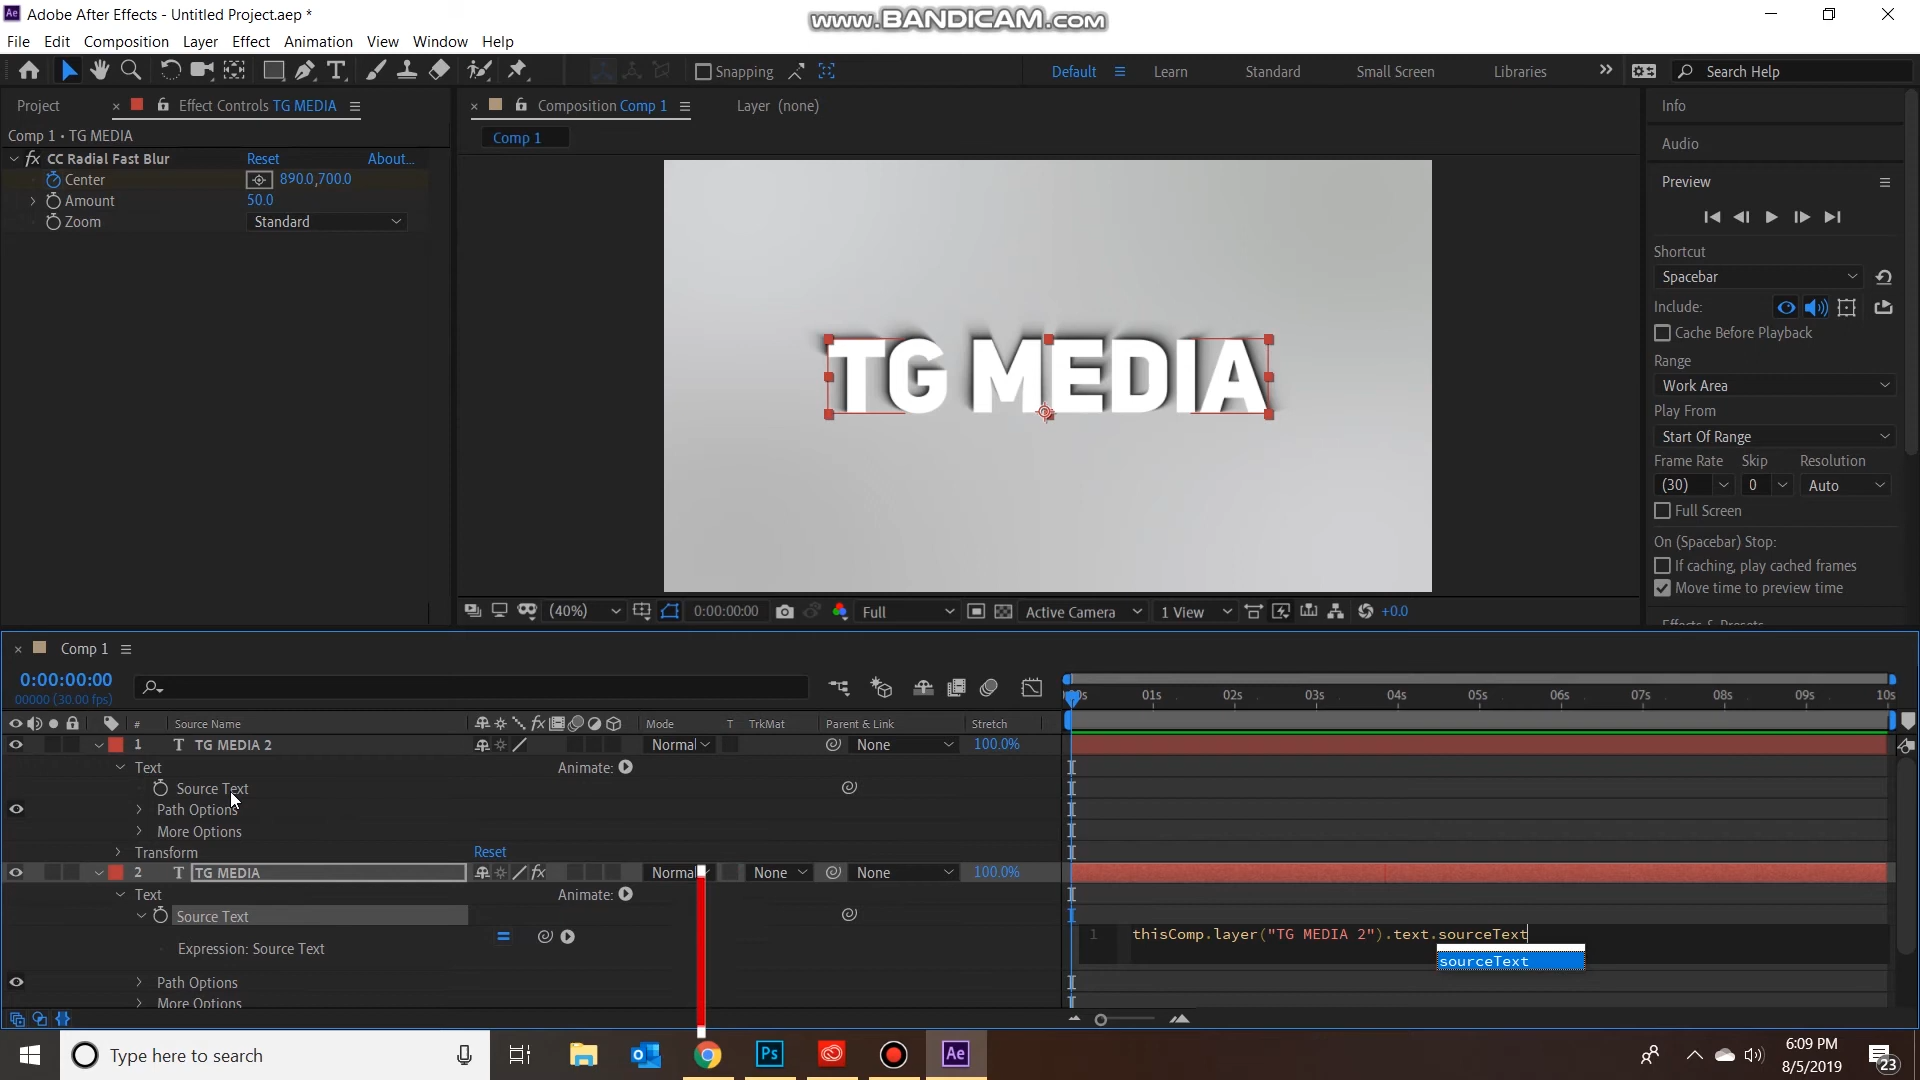 Adobe After Effects - Untitled Project.aep *
www.BANDICAM.com
File Edit Composition Layer Effect Animation View Window Help
Snapping
Default Learn Standard Small Screen Libraries Search Help
Project Effect Controls TG MEDIA
Composition Comp 1 Layer (none)
Info
Comp 1 • TG MEDIA
Comp 1
Audio
fx CC Radial Fast Blur Reset About...
Center 890.0,700.0
Amount 50.0
Zoom Standard
Preview
Shortcut
Spacebar
Include:
Cache Before Playback
Range
Work Area
Play From
Start Of Range
Frame Rate Skip Resolution
(30) 0 Auto
Full Screen
On (Spacebar) Stop:
If caching, play cached frames
Move time to preview time
Effects & Presets
TG MEDIA
(40%) 0:00:00:00 Full Active Camera 1 View +0.0
Comp 1
0:00:00:00
00000 (30.00 fps)
01s 02s 03s 04s 05s 06s 07s 08s 09s 10s
# Source Name fx Mode T TrkMat Parent & Link Stretch
1 T TG MEDIA 2 Normal None 100.0%
Text Animate:
Source Text
Path Options
More Options
Transform Reset
2 T TG MEDIA fx Normal None None 100.0%
Text Animate:
Source Text
Expression: Source Text
1 thisComp.layer("TG MEDIA 2").text.sourceText
sourceText
Path Options
More Options
Type here to search
Ps
Ae
6:09 PM
8/5/2019
23